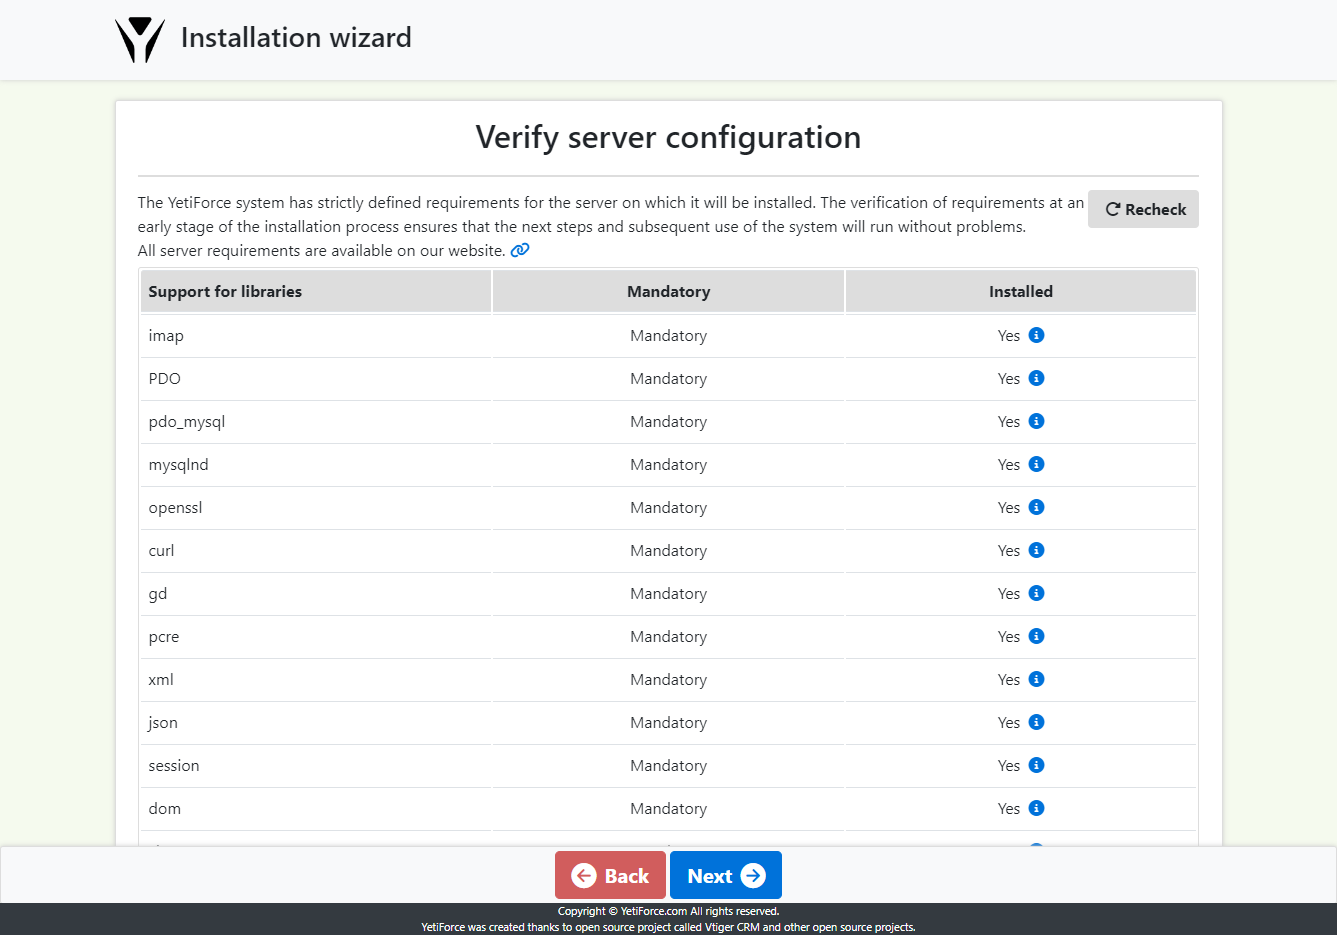 Installation wizard
Verify server configuration
The YetiForce system has strictly defined requirements for the server on which it will be installed. The verification of requirements at an
early stage of the installation process ensures that the next steps and subsequent use of the system will run without problems.
All server requirements are available on our website.
Recheck
Support for libraries Mandatory Installed
imap Mandatory Yes
PDO Mandatory Yes
pdo_mysql Mandatory Yes
mysqlnd Mandatory Yes
openssl Mandatory Yes
curl Mandatory Yes
gd Mandatory Yes
pcre Mandatory Yes
xml Mandatory Yes
json Mandatory Yes
session Mandatory Yes
dom Mandatory Yes
Back Next
Copyright © YetiForce.com All rights reserved.
YetiForce was created thanks to open source project called Vtiger CRM and other open source projects.